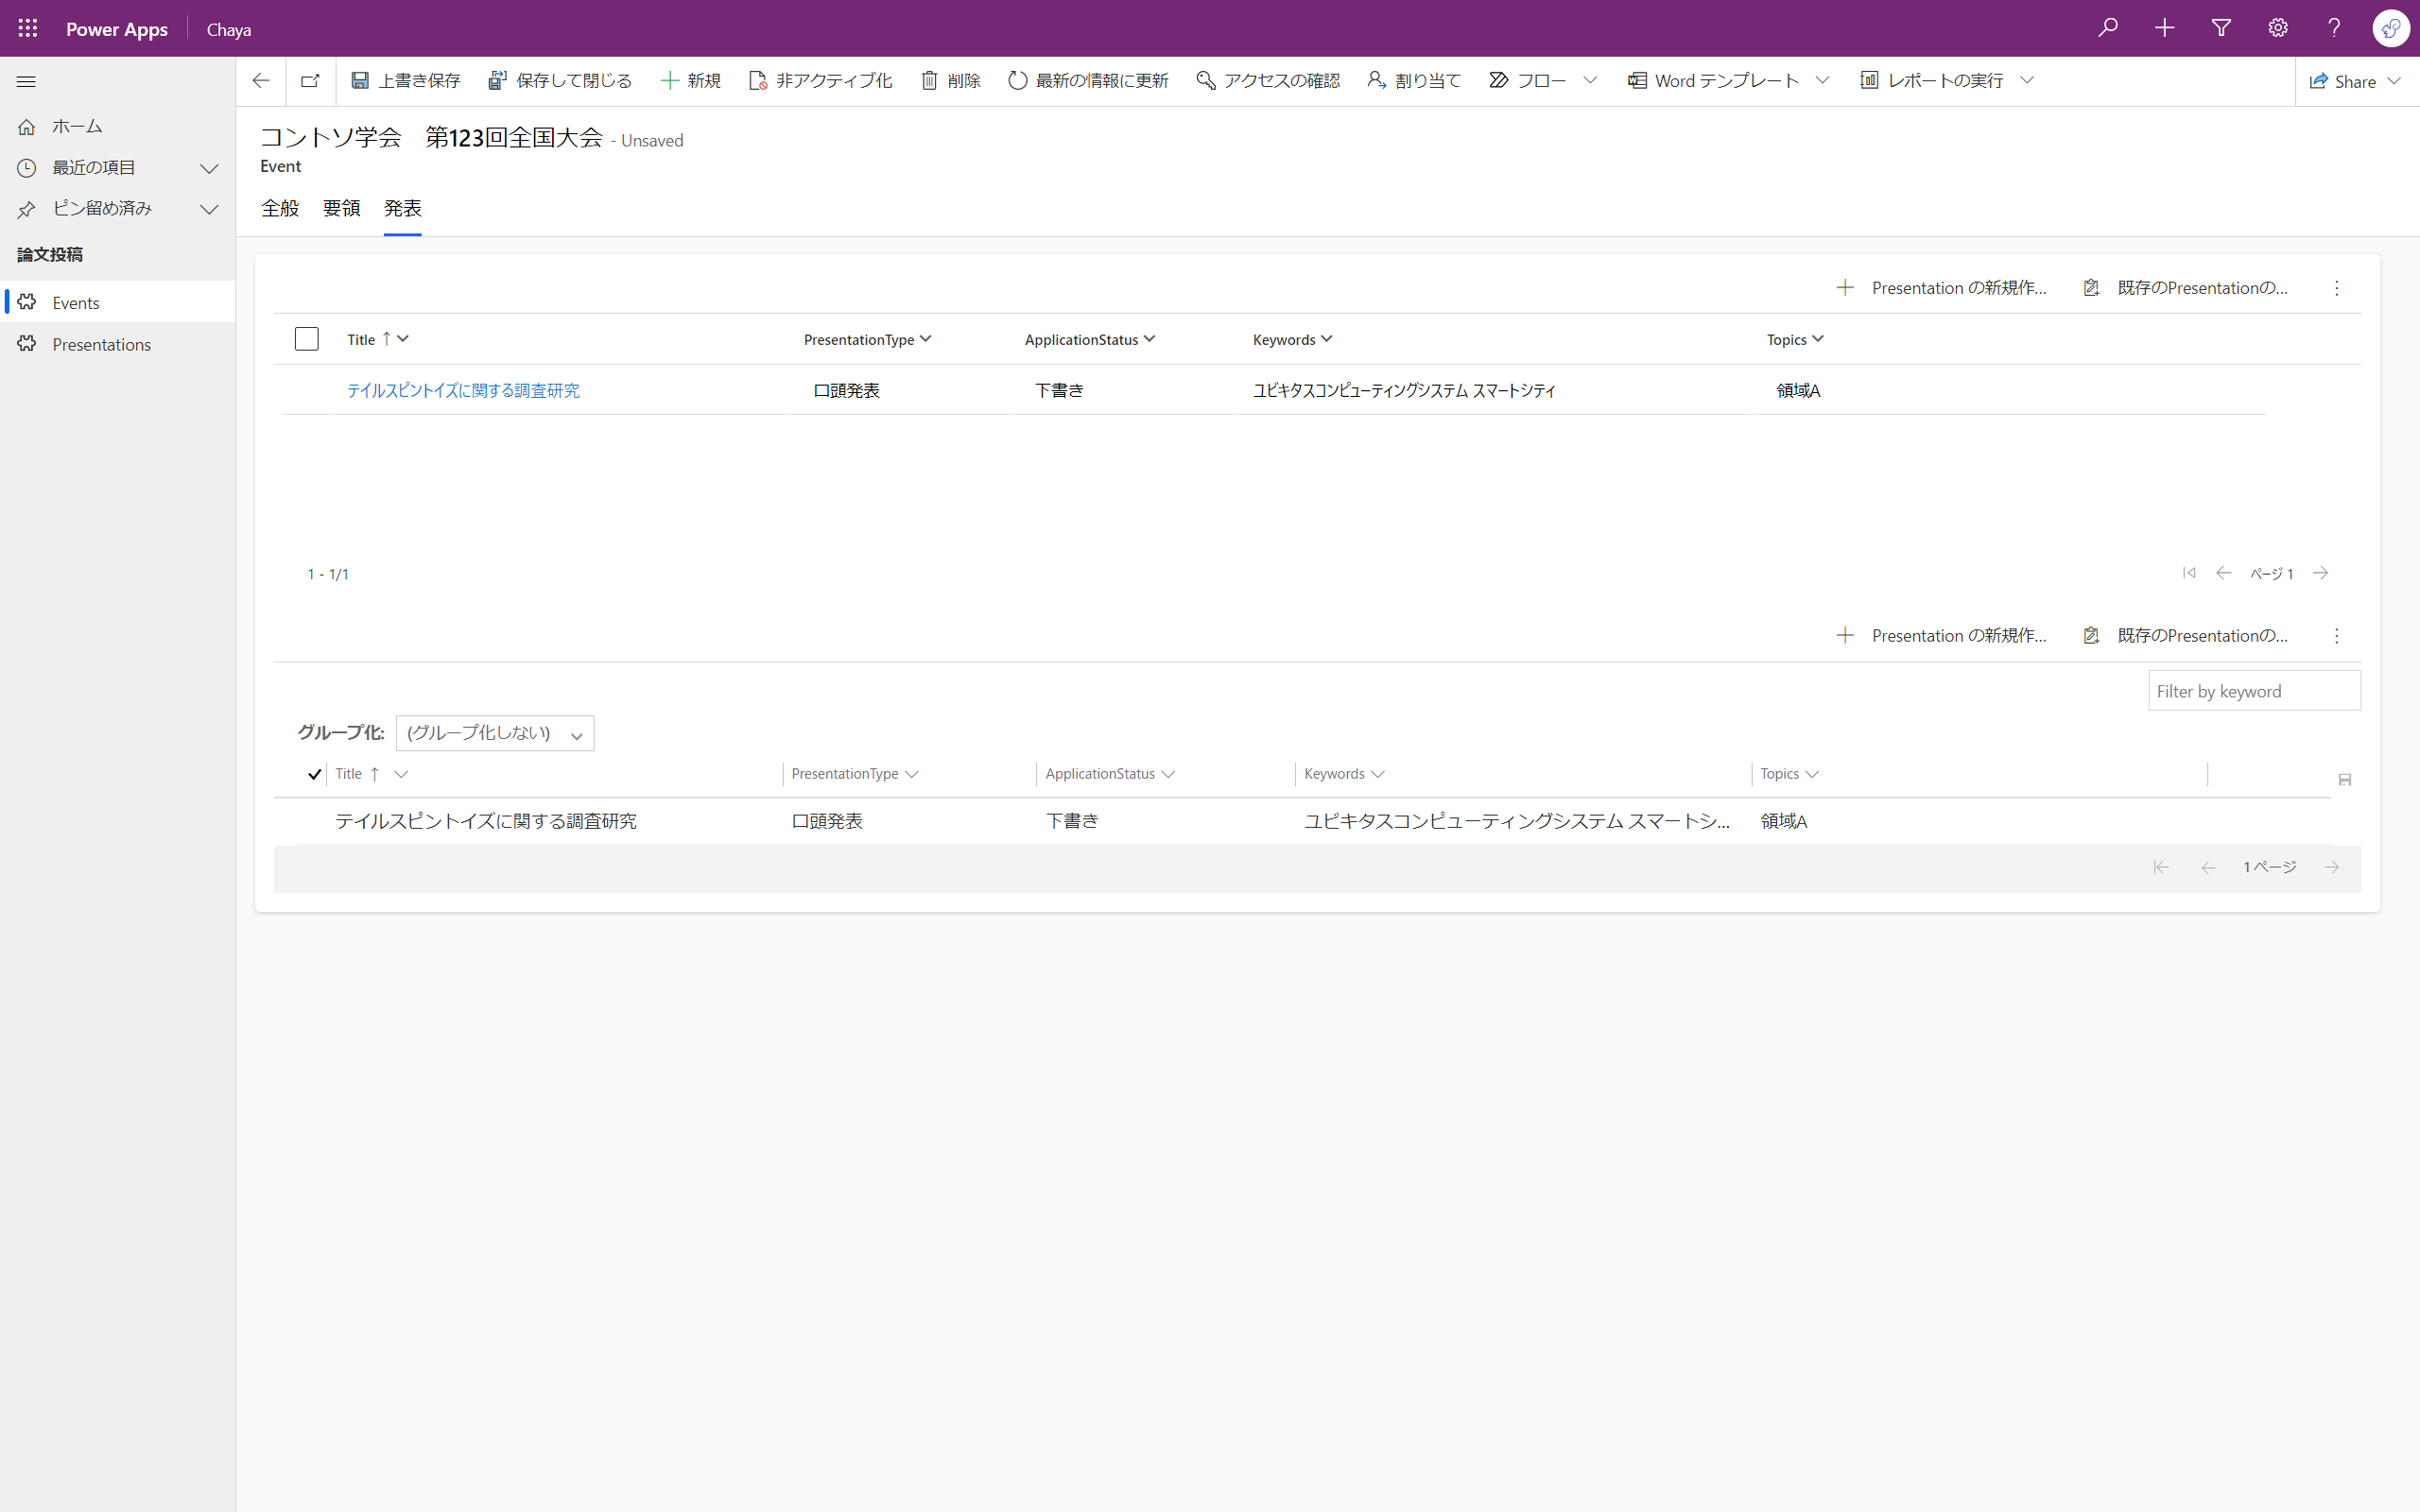 Power Apps Chaya
上書き保存 保存して閉じる 新規 非アクティブ化 削除 最新の情報に更新 アクセスの確認 割り当て フロー Word テンプレート レポートの実行 Share
ホーム
最近の項目
ピン留め済み
論文投稿
Events
Presentations
コントソ学会　第123回全国大会 - Unsaved
Event
全般 要領 発表
Presentation の新規作... 既存のPresentationの...
Title PresentationType ApplicationStatus Keywords Topics
テイルスピントイズに関する調査研究 口頭発表 下書き ユビキタスコンピューティングシステム スマートシティ 領域A
1 - 1/1 ページ 1
Presentation の新規作... 既存のPresentationの...
Filter by keyword
グループ化: (グループ化しない)
Title PresentationType ApplicationStatus Keywords Topics
テイルスピントイズに関する調査研究 口頭発表 下書き ユビキタスコンピューティングシステム スマートシ... 領域A
1 ページ